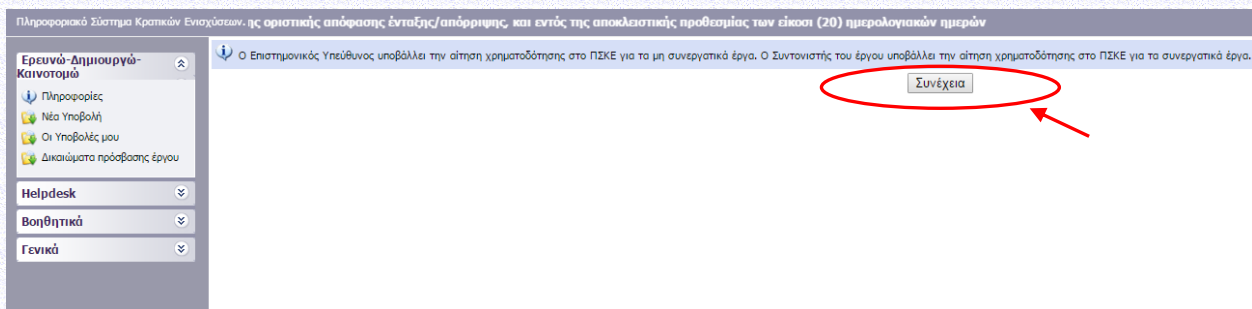 Πληροφοριακό Σύστημα Κρατικών Ενισχύσεων. ης οριστικής απόφασης ένταξης/απόρριψης, και εντός της αποκλειστικής προθεσμίας των είκοσι (20) ημερολογιακών ημερών
Ερευνώ-Δημιουργώ-
Καινοτομώ
Πληροφορίες
Νέα Υποβολή
Οι Υποβολές μου
Δικαιώματα πρόσβασης έργου
Helpdesk
Βοηθητικά
Γενικά
Ο Επιστημονικός Υπεύθυνος υποβάλλει την αίτηση χρηματοδότησης στο ΠΣΚΕ για τα μη συνεργατικά έργα. Ο Συντονιστής του έργου υποβάλλει την αίτηση χρηματοδότησης στο ΠΣΚΕ για τα συνεργατικά έργα.
Συνέχεια